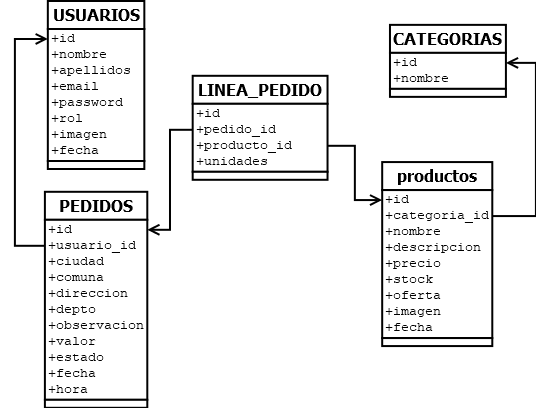 USUARIOS
+id
+nombre
+apellidos
+email
+password
+rol
+imagen
+fecha
CATEGORIAS
+id
+nombre
LINEA_PEDIDO
+id
+pedido_id
+producto_id
+unidades
productos
+id
+categoria_id
+nombre
+descripcion
+precio
+stock
+oferta
+imagen
+fecha
PEDIDOS
+id
+usuario_id
+ciudad
+comuna
+direccion
+depto
+observacion
+valor
+estado
+fecha
+hora